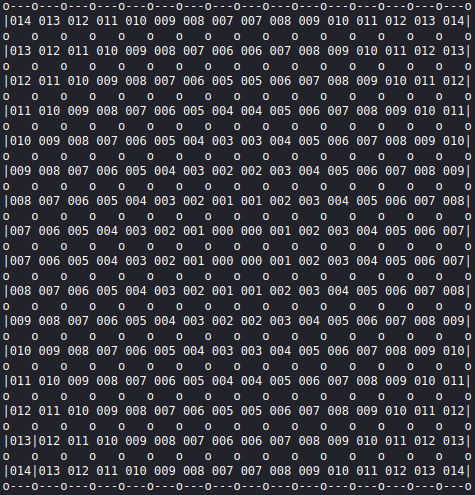 o---o---o---o---o---o---o---o---o---o---o---o---o---o---o---o---o
|014 013 012 011 010 009 008 007 007 008 009 010 011 012 013 014|
o   o   o   o   o   o   o   o   o   o   o   o   o   o   o   o   o
|013 012 011 010 009 008 007 006 006 007 008 009 010 011 012 013|
o   o   o   o   o   o   o   o   o   o   o   o   o   o   o   o   o
|012 011 010 009 008 007 006 005 005 006 007 008 009 010 011 012|
o   o   o   o   o   o   o   o   o   o   o   o   o   o   o   o   o
|011 010 009 008 007 006 005 004 004 005 006 007 008 009 010 011|
o   o   o   o   o   o   o   o   o   o   o   o   o   o   o   o   o
|010 009 008 007 006 005 004 003 003 004 005 006 007 008 009 010|
o   o   o   o   o   o   o   o   o   o   o   o   o   o   o   o   o
|009 008 007 006 005 004 003 002 002 003 004 005 006 007 008 009|
o   o   o   o   o   o   o   o   o   o   o   o   o   o   o   o   o
|008 007 006 005 004 003 002 001 001 002 003 004 005 006 007 008|
o   o   o   o   o   o   o   o   o   o   o   o   o   o   o   o   o
|007 006 005 004 003 002 001 000 000 001 002 003 004 005 006 007|
o   o   o   o   o   o   o   o   o   o   o   o   o   o   o   o   o
|007 006 005 004 003 002 001 000 000 001 002 003 004 005 006 007|
o   o   o   o   o   o   o   o   o   o   o   o   o   o   o   o   o
|008 007 006 005 004 003 002 001 001 002 003 004 005 006 007 008|
o   o   o   o   o   o   o   o   o   o   o   o   o   o   o   o   o
|009 008 007 006 005 004 003 002 002 003 004 005 006 007 008 009|
o   o   o   o   o   o   o   o   o   o   o   o   o   o   o   o   o
|010 009 008 007 006 005 004 003 003 004 005 006 007 008 009 010|
o   o   o   o   o   o   o   o   o   o   o   o   o   o   o   o   o
|011 010 009 008 007 006 005 004 004 005 006 007 008 009 010 011|
o   o   o   o   o   o   o   o   o   o   o   o   o   o   o   o   o
|012 011 010 009 008 007 006 005 005 006 007 008 009 010 011 012|
o   o   o   o   o   o   o   o   o   o   o   o   o   o   o   o   o
|013|012 011 010 009 008 007 006 006 007 008 009 010 011 012 013|
o   o   o   o   o   o   o   o   o   o   o   o   o   o   o   o   o
|014|013 012 011 010 009 008 007 007 008 009 010 011 012 013 014|
o---o---o---o---o---o---o---o---o---o---o---o---o---o---o---o---o